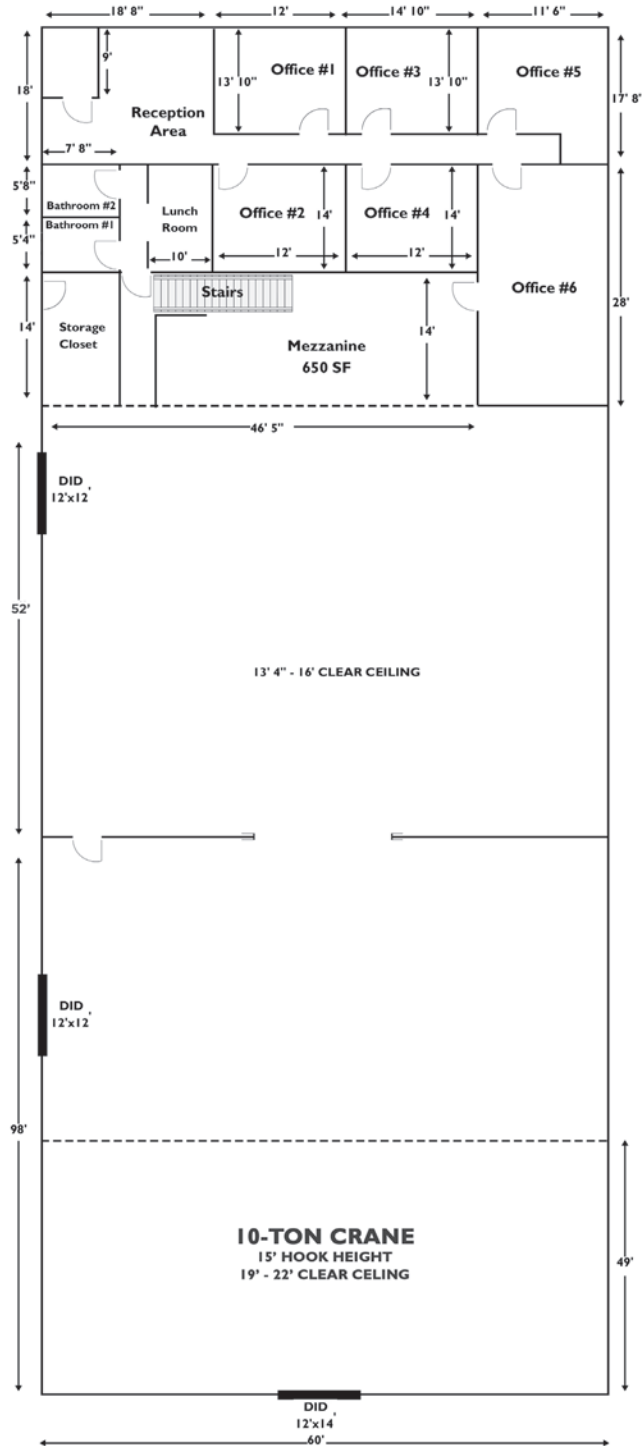 18' 8"
12'
14' 10"
11' 6"
9'
18'
13' 10"
Office #1
Office #3
13' 10"
Office #5
17' 8"
Reception
Area
7' 8"
5'8"
Bathroom #2
Bathroom #1
5'4"
Lunch
Room
10'
Office #2
14'
12'
Office #4
14'
12'
Office #6
28'
Stairs
14'
Storage
Closet
Mezzanine
650 SF
14'
46' 5"
DID
12'x12'
52'
13' 4" - 16' CLEAR CEILING
DID
12'x12'
98'
10-TON CRANE
15' HOOK HEIGHT
19' - 22' CLEAR CELING
49'
DID
12'x14'
60'